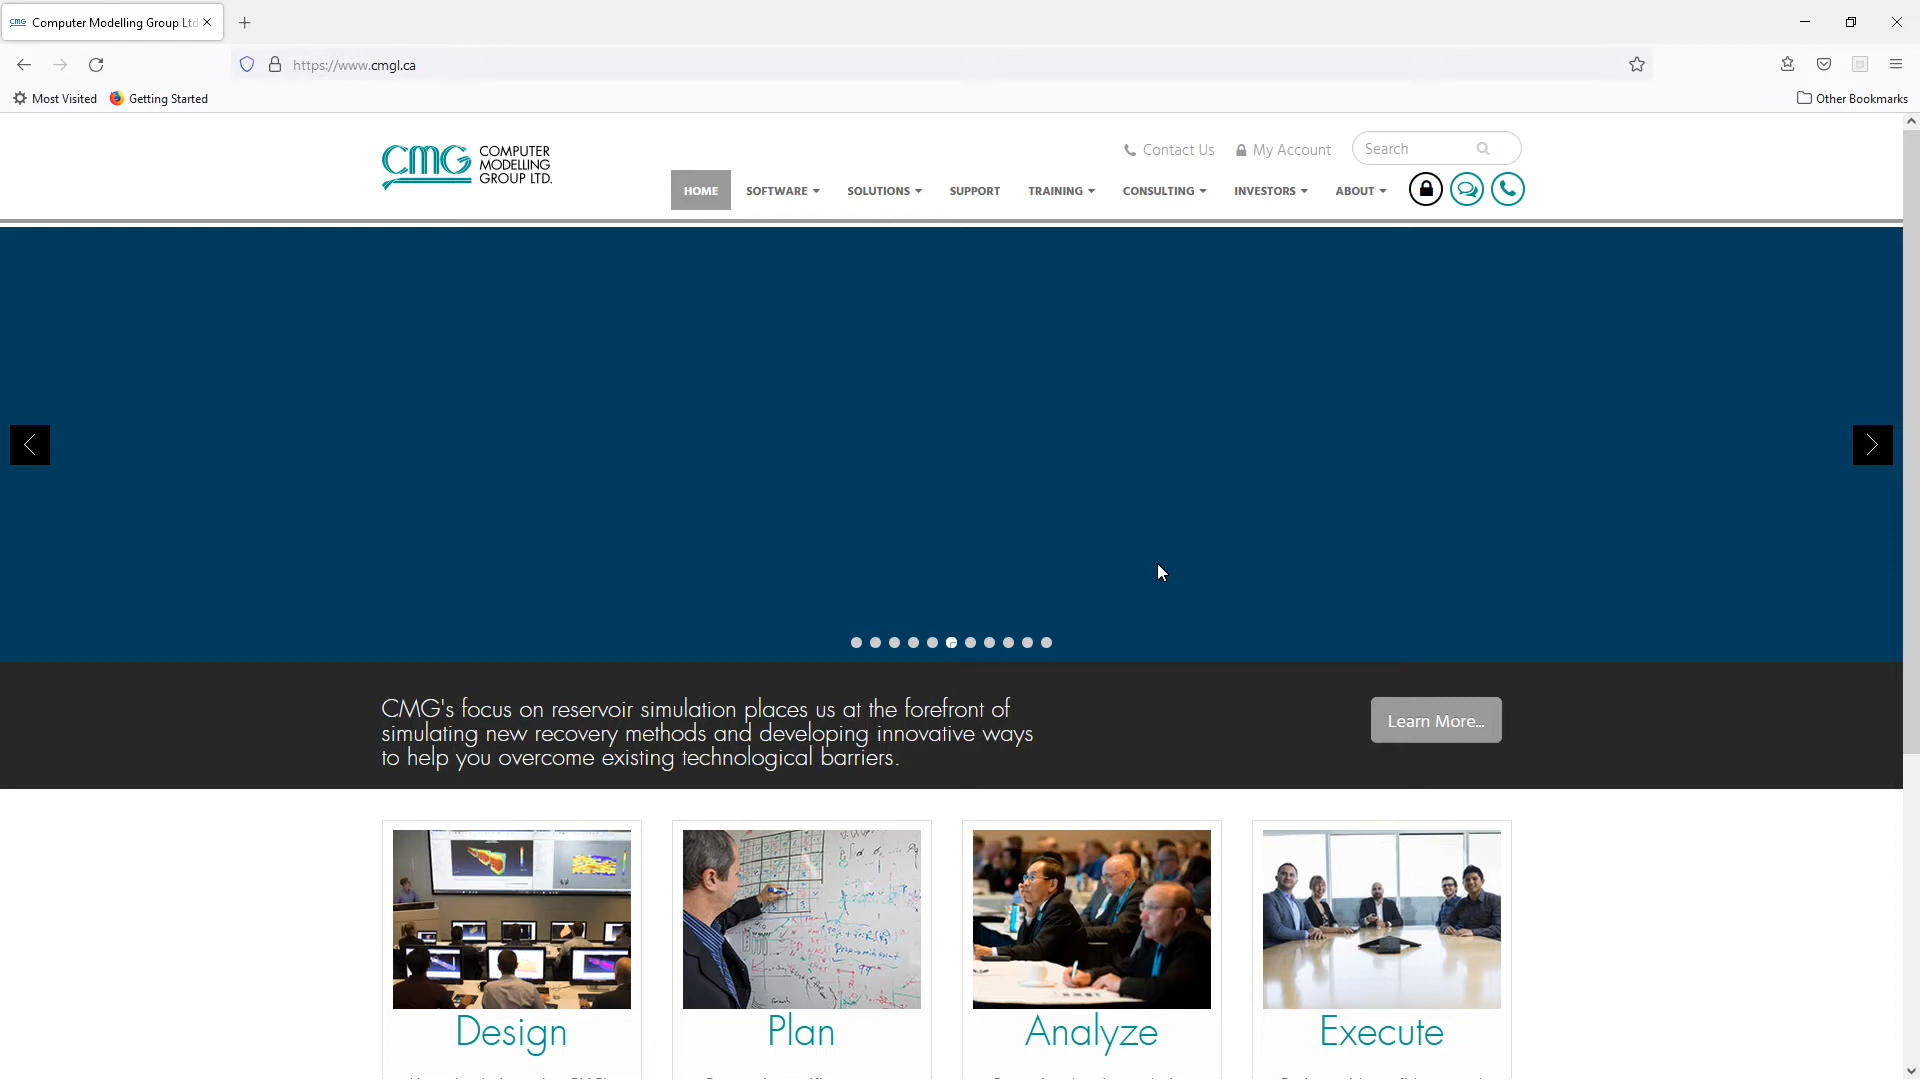 CMG Computer Modelling Group Ltd
https://www.cmgl.ca
Most Visited
Getting Started
Other Bookmarks
CMG COMPUTER
MODELLING
GROUP LTD.
Contact Us
My Account
Search
HOME
SOFTWARE
SOLUTIONS
SUPPORT
TRAINING
CONSULTING
INVESTORS
ABOUT
CMG's focus on reservoir simulation places us at the forefront of
simulating new recovery methods and developing innovative ways
to help you overcome existing technological barriers.
Learn More...
Design
Plan
Analyze
Execute